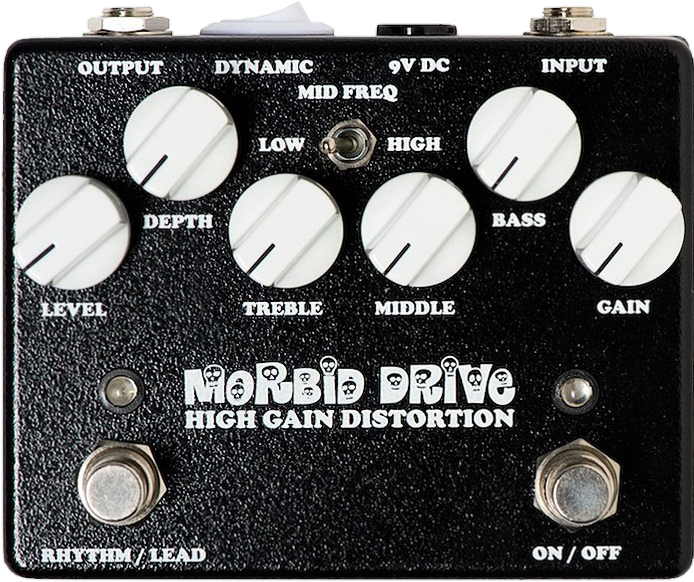 OUTPUT DYNAMIC 9V DC INPUT
MID FREQ
LOW HIGH
DEPTH BASS
LEVEL TREBLE MIDDLE GAIN
MORBID DRIVE
HIGH GAIN DISTORTION
RHYTHM / LEAD ON / OFF